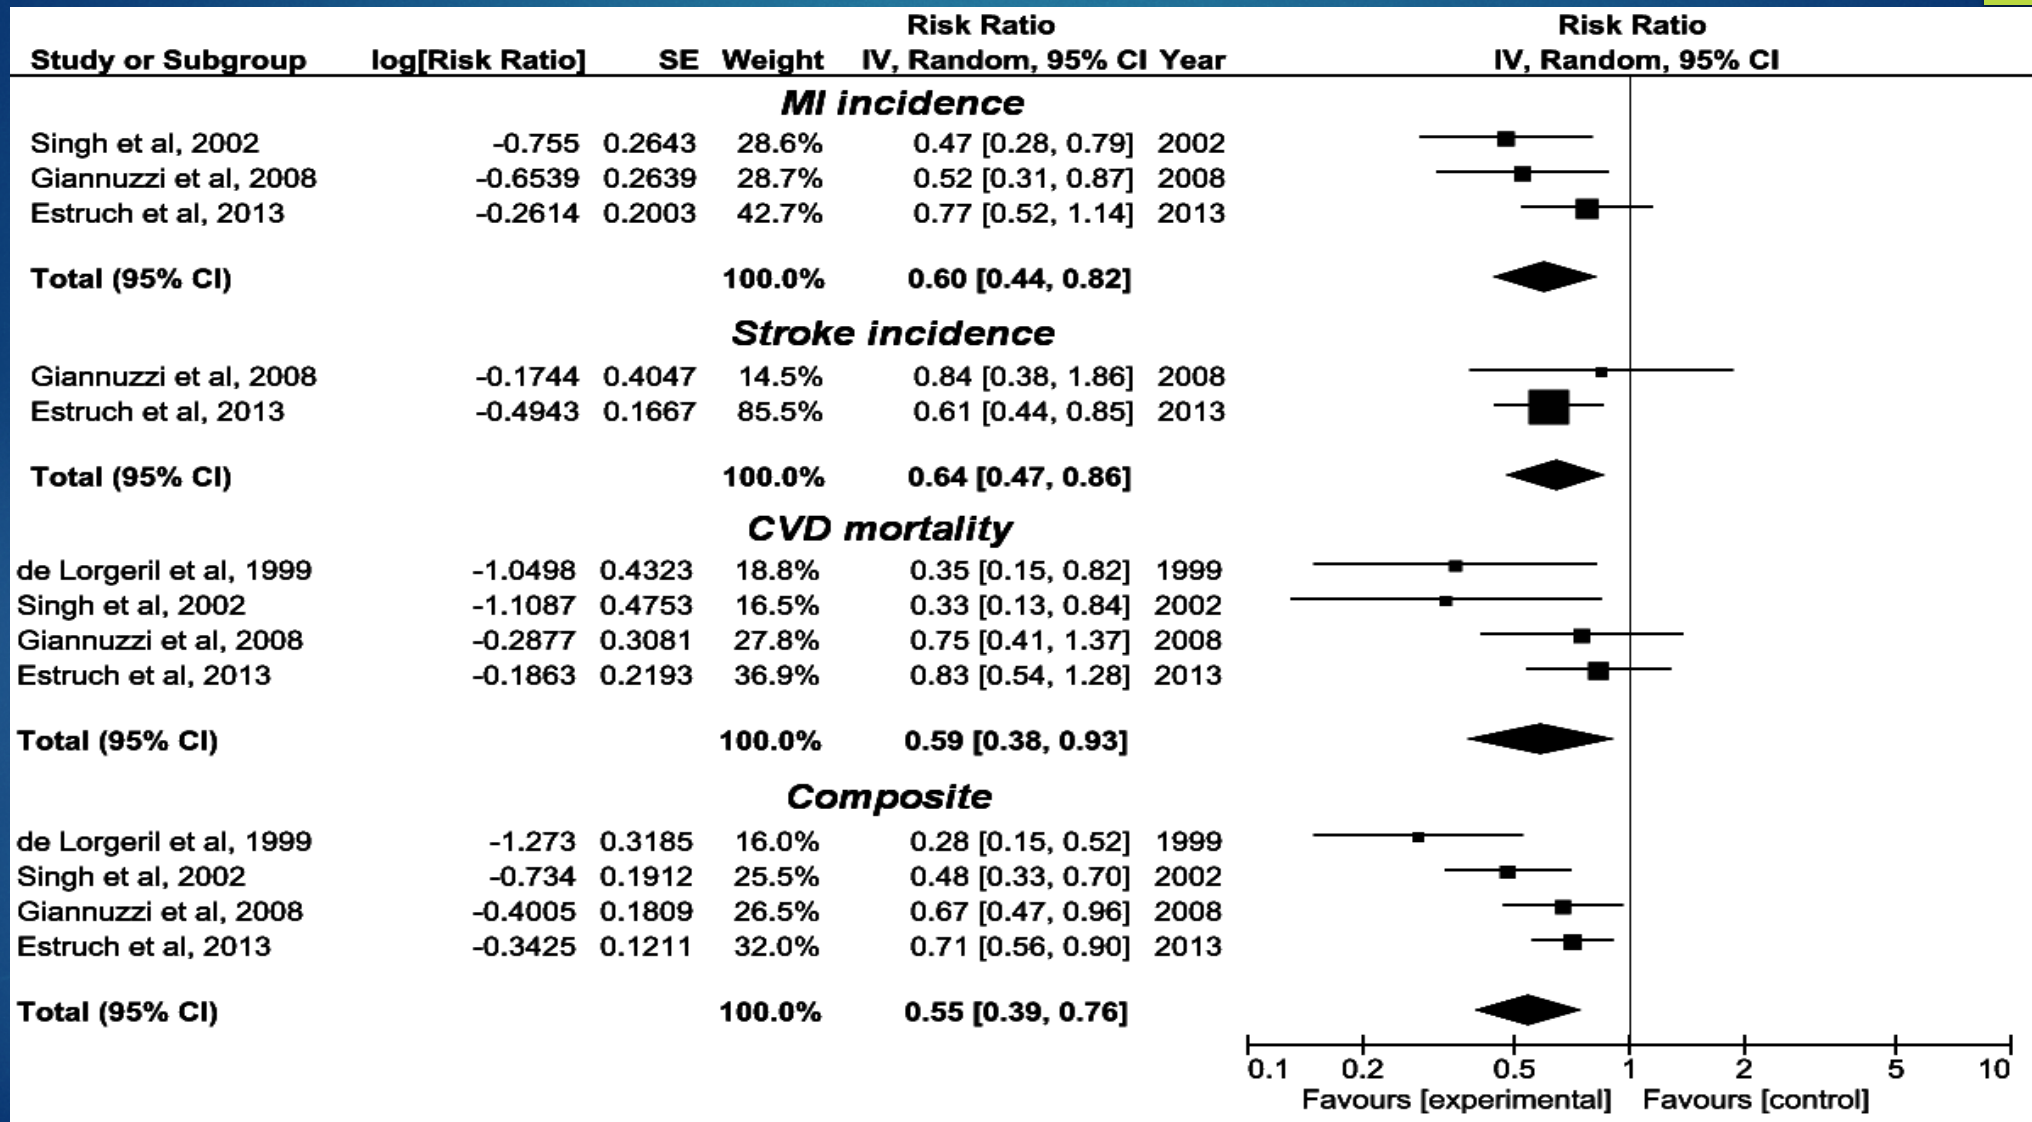 Risk Ratio Risk Ratio
Study or Subgroup log[Risk Ratio] SE Weight IV, Random, 95% CI Year IV, Random, 95% CI
MI incidence
Singh et al, 2002 -0.755 0.2643 28.6% 0.47 [0.28, 0.79] 2002
Giannuzzi et al, 2008 -0.6539 0.2639 28.7% 0.52 [0.31, 0.87] 2008
Estruch et al, 2013 -0.2614 0.2003 42.7% 0.77 [0.52, 1.14] 2013
Total (95% CI) 100.0% 0.60 [0.44, 0.82]
Stroke incidence
Giannuzzi et al, 2008 -0.1744 0.4047 14.5% 0.84 [0.38, 1.86] 2008
Estruch et al, 2013 -0.4943 0.1667 85.5% 0.61 [0.44, 0.85] 2013
Total (95% CI) 100.0% 0.64 [0.47, 0.86]
CVD mortality
de Lorgeril et al, 1999 -1.0498 0.4323 18.8% 0.35 [0.15, 0.82] 1999
Singh et al, 2002 -1.1087 0.4753 16.5% 0.33 [0.13, 0.84] 2002
Giannuzzi et al, 2008 -0.2877 0.3081 27.8% 0.75 [0.41, 1.37] 2008
Estruch et al, 2013 -0.1863 0.2193 36.9% 0.83 [0.54, 1.28] 2013
Total (95% CI) 100.0% 0.59 [0.38, 0.93]
Composite
de Lorgeril et al, 1999 -1.273 0.3185 16.0% 0.28 [0.15, 0.52] 1999
Singh et al, 2002 -0.734 0.1912 25.5% 0.48 [0.33, 0.70] 2002
Giannuzzi et al, 2008 -0.4005 0.1809 26.5% 0.67 [0.47, 0.96] 2008
Estruch et al, 2013 -0.3425 0.1211 32.0% 0.71 [0.56, 0.90] 2013
Total (95% CI) 100.0% 0.55 [0.39, 0.76]
0.1 0.2 0.5 1 2 5 10
Favours [experimental] Favours [control]